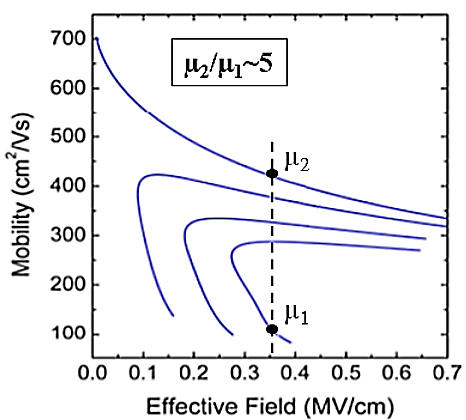 700
600
500
400
300
200
100
Mobility (cm²/Vs)
μ₂/μ₁~5
μ₂
μ₁
0.0 0.1 0.2 0.3 0.4 0.5 0.6 0.7
Effective Field (MV/cm)